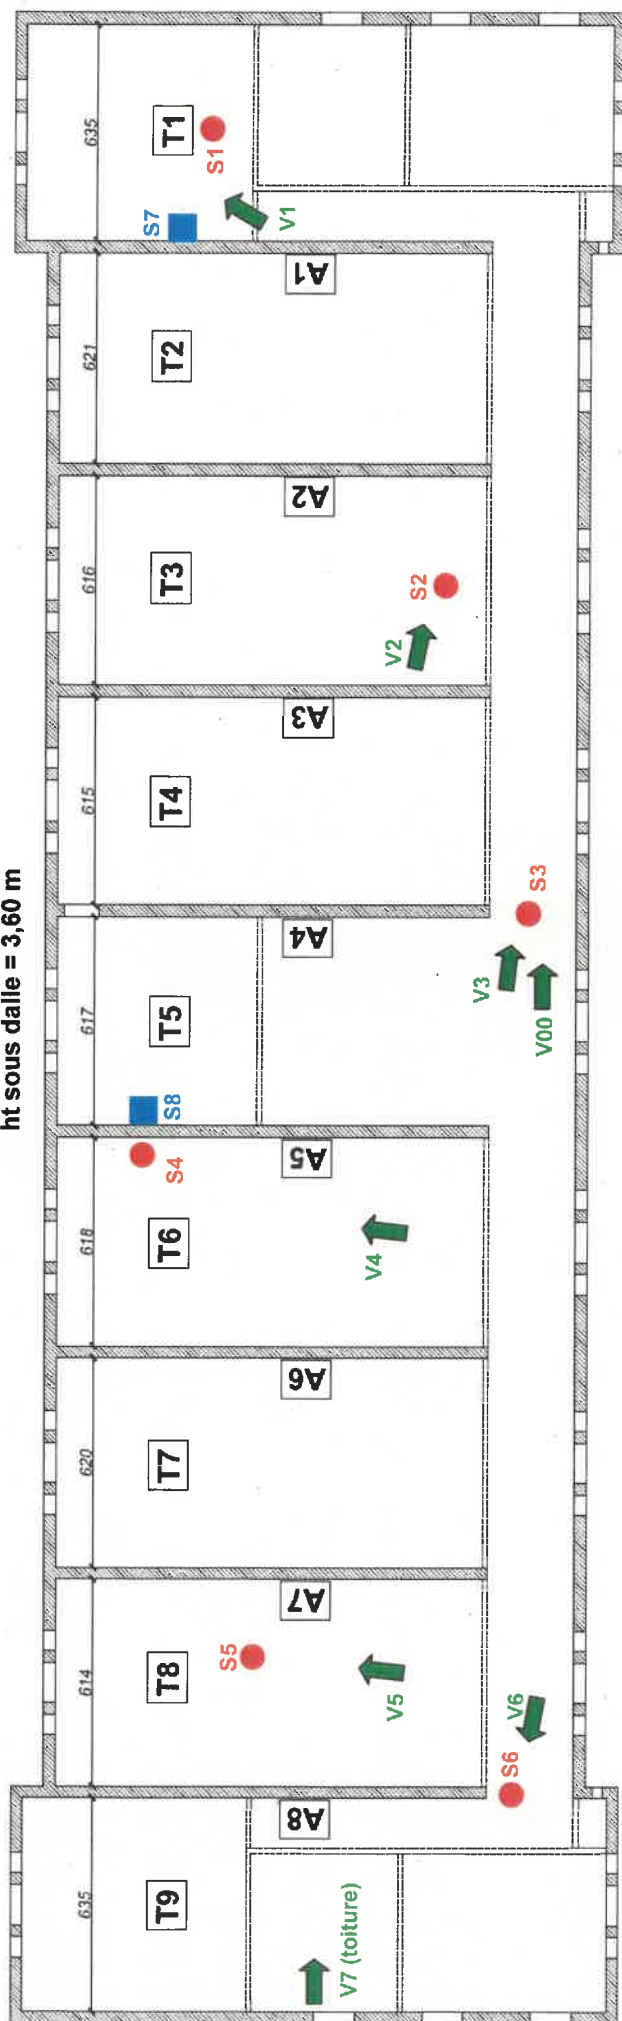 ht sous dalle = 3,60 m
635
T1
S1
S7
V1
A1
621
T2
A2
616
T3
S2
V2
A3
615
T4
S3
A4
617
T5
V3
V00
S8
S4
A5
618
T6
V4
A6
620
T7
A7
614
T8
S5
V5
V6
S6
A8
635
T9
V7 (toiture)